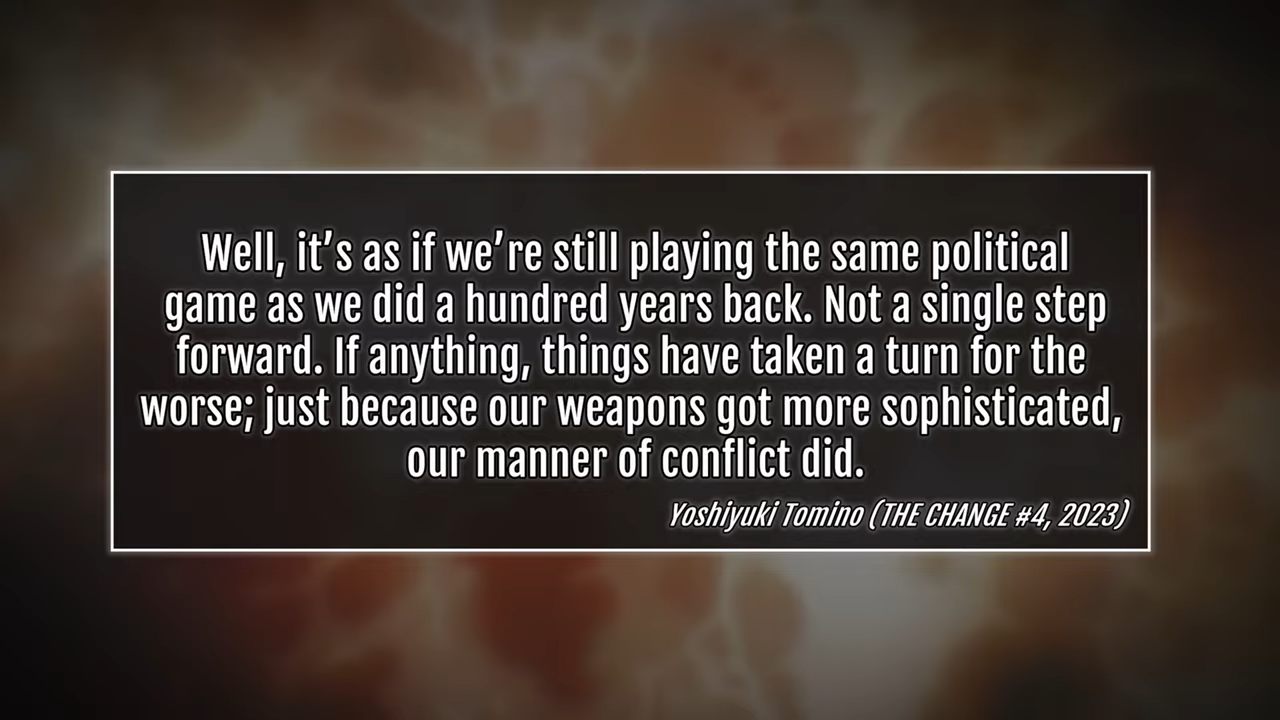 Well, it’s as if we’re still playing the same political
game as we did a hundred years back. Not a single step
forward. If anything, things have taken a turn for the
worse; just because our weapons got more sophisticated,
our manner of conflict did.
Yoshiyuki Tomino (THE CHANGE #4, 2023)